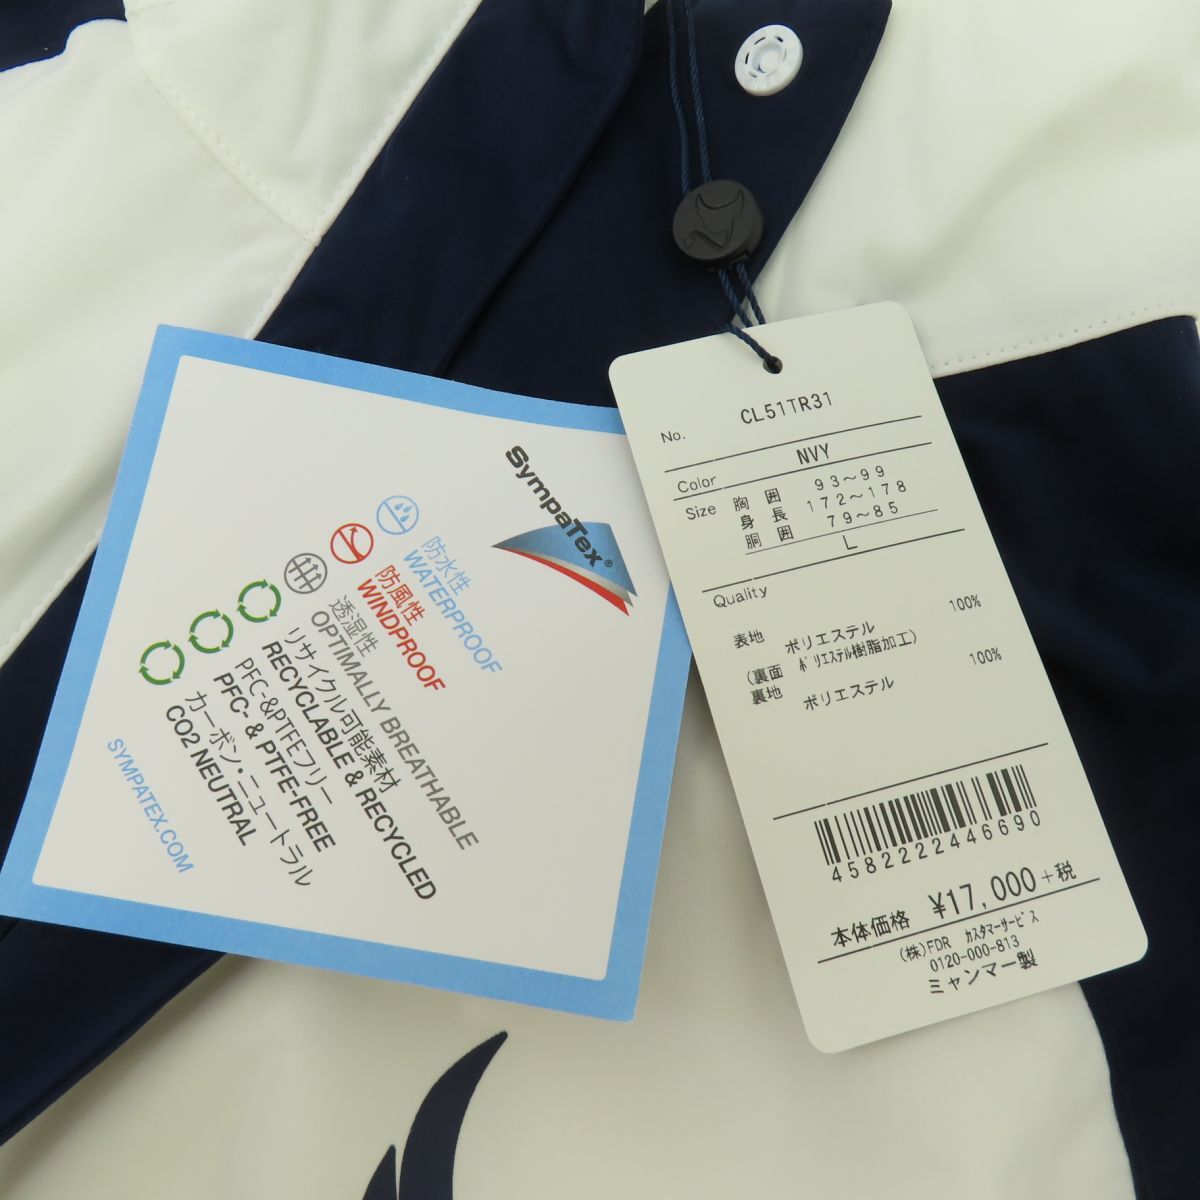 SympaTex®
防水性
WATERPROOF
防風性
WINDPROOF
透湿性
OPTIMALLY BREATHABLE
リサイクル可能素材
RECYCLABLE & RECYCLED
PFC-&PTFEフリー
PFC- & PTFE-FREE
カーボン・ニュートラル
CO2 NEUTRAL
SYMPATEX.COM
No. CL51TR31
Color NVY
Size 胸囲 93~99
身長 172~178
胴囲 79~85
L
Quality
表地 ポリエステル 100%
(裏面 ポリエステル樹脂加工)
裏地 ポリエステル 100%
4582222446690
本体価格 ¥17,000+税
(株)FDR カスタマーサービス
0120-000-813
ミャンマー製